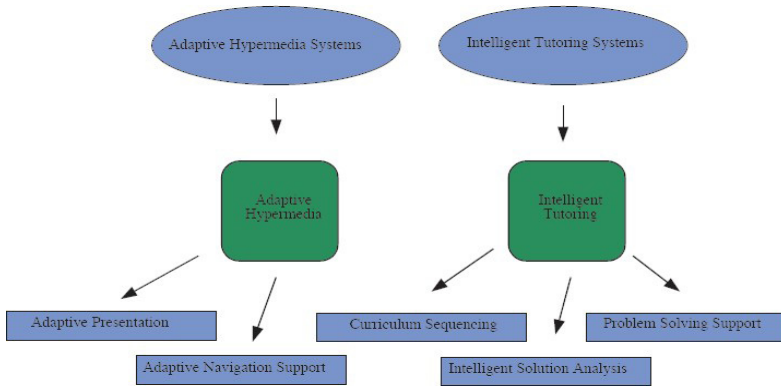 Adaptive Hypermedia Systems
Intelligent Tutoring Systems
Adaptive
Hypermedia
Intelligent
Tutoring
Adaptive Presentation
Curriculum Sequencing
Problem Solving Support
Adaptive Navigation Support
Intelligent Solution Analysis